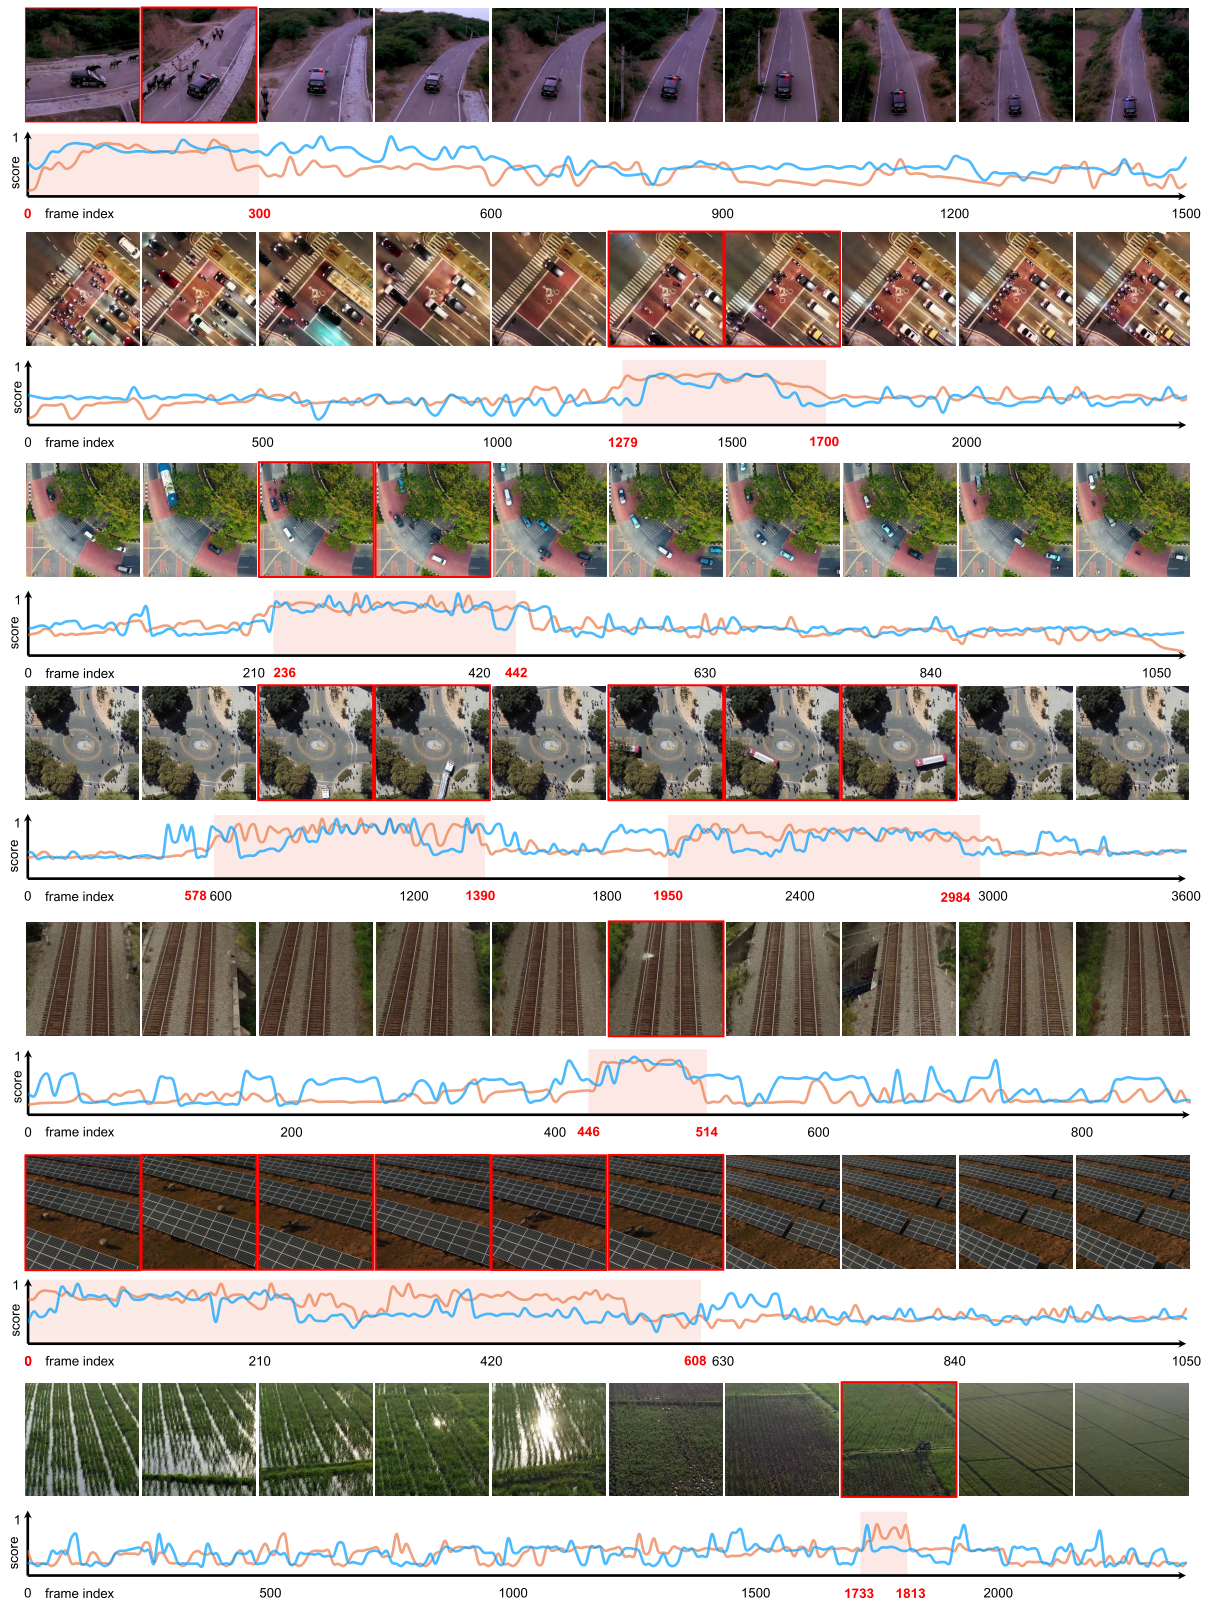 1
score
0 frame index 300 600 900 1200 1500
1
score
0 frame index 500 1000 1279 1500 1700 2000
1
score
0 frame index 210 236 420 442 630 840 1050
1
score
0 frame index 578 600 1200 1390 1800 1950 2400 2984 3000 3600
1
score
0 frame index 200 400 446 514 600 800
1
score
0 frame index 210 420 608 630 840 1050
1
score
0 frame index 500 1000 1500 1733 1813 2000